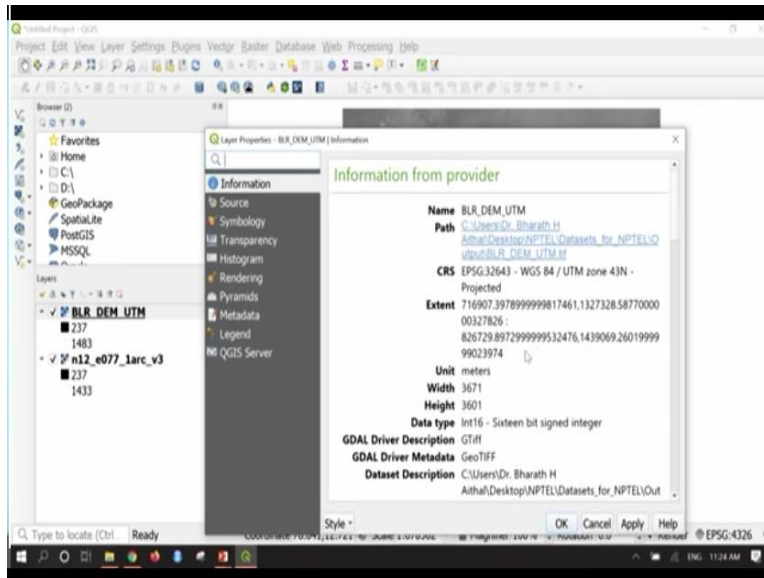 *Untitled Project - QGIS
Project Edit View Layer Settings Plugins Vector Raster Database Web Processing Help
Browser (2)
Favorites
Home
C:\
D:\
GeoPackage
SpatiaLite
PostGIS
MSSQL
Layers
BLR_DEM_UTM
237
1483
n12_e077_1arc_v3
237
1433
Layer Properties - BLR_DEM_UTM | Information
Information
Source
Symbology
Transparency
Histogram
Rendering
Pyramids
Metadata
Legend
QGIS Server
Information from provider
Name BLR_DEM_UTM
Path C:\Users\Dr. Bharath H
Aithal\Desktop\NPTEL\Datasets_for_NPTEL\O
utput\BLR_DEM_UTM.tif
CRS EPSG:32643 - WGS 84 / UTM zone 43N -
Projected
Extent 716907.3978999999817461,1327328.58770000
00327826 :
826729.8972999999532476,1439069.26019999
99023974
Unit meters
Width 3671
Height 3601
Data type Int16 - Sixteen bit signed integer
GDAL Driver Description GTiff
GDAL Driver Metadata GeoTIFF
Dataset Description C:\Users\Dr. Bharath H
Aithal\Desktop\NPTEL\Datasets_for_NPTEL\Out
Style OK Cancel Apply Help
Type to locate (Ctrl Ready EPSG:4326
ENG 11:24 AM